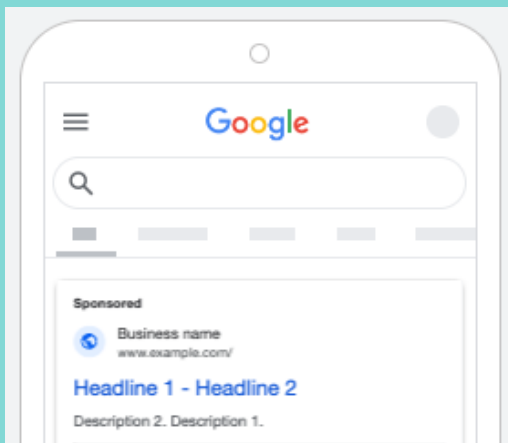 Google
Sponsored
Business name
www.example.com/
Headline 1 - Headline 2
Description 2. Description 1.